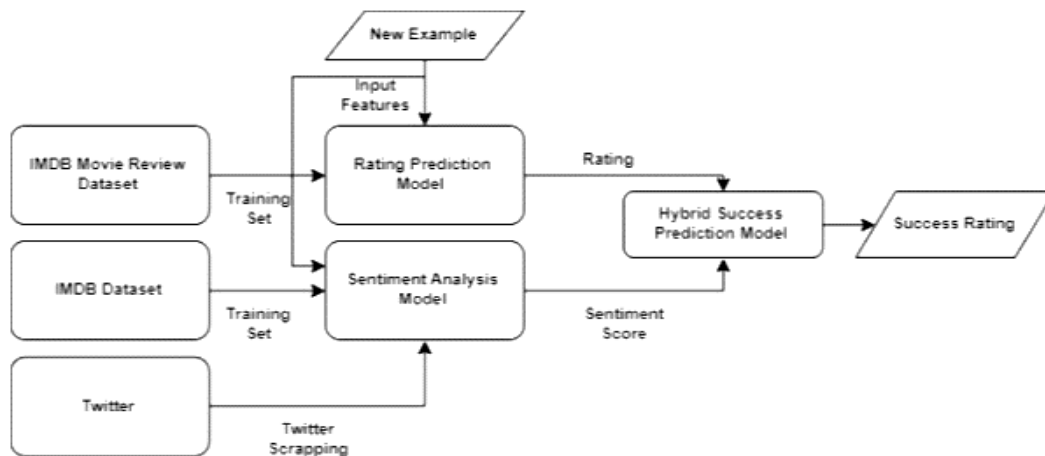 New Example
Input
Features
IMDB Movie Review
Dataset
Rating Prediction
Model
Rating
Training
Set
Hybrid Success
Prediction Model
Success Rating
IMDB Dataset
Sentiment Analysis
Model
Training
Set
Sentiment
Score
Twitter
Twitter
Scrapping